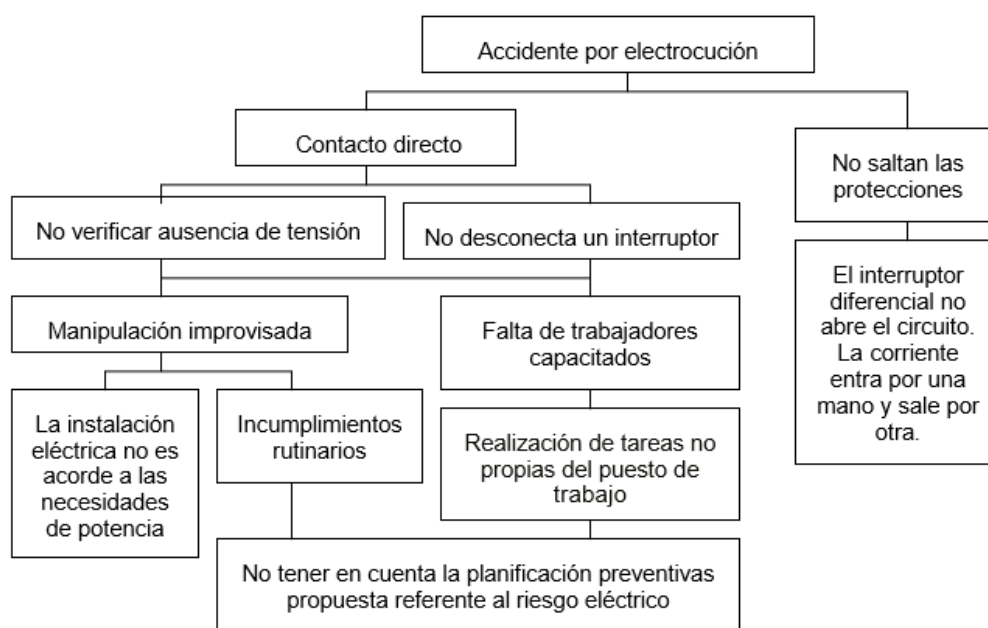 Accidente por electrocución
Contacto directo
No saltan las
protecciones
No verificar ausencia de tensión
No desconecta un interruptor
El interruptor
diferencial no
abre el circuito.
La corriente
entra por una
mano y sale por
otra.
Manipulación improvisada
Falta de trabajadores
capacitados
La instalación
eléctrica no es
acorde a las
necesidades
de potencia
Incumplimientos
rutinarios
Realización de tareas no
propias del puesto de
trabajo
No tener en cuenta la planificación preventivas
propuesta referente al riesgo eléctrico